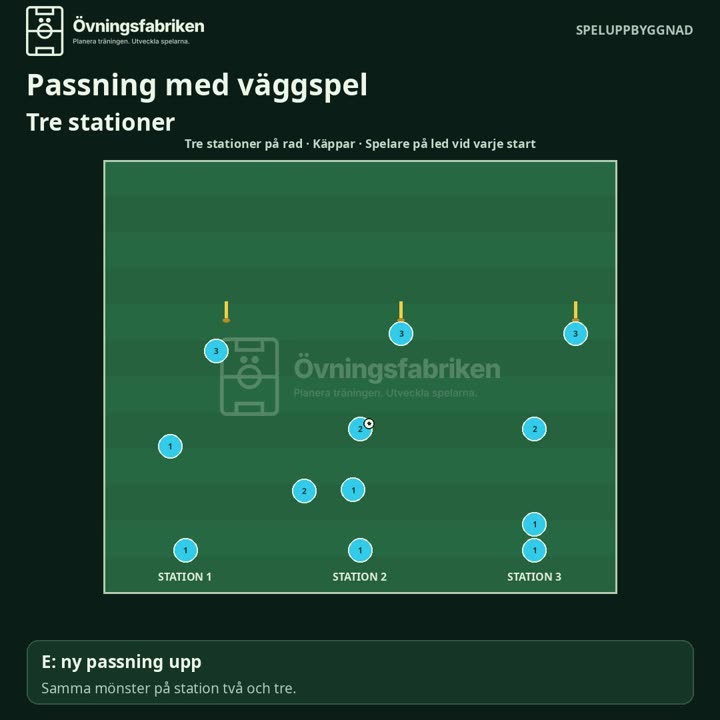 Övningsfabriken
Planera träningen. Utveckla spelarna.
SPELUPPBYGGNAD
Passning med väggspel
Tre stationer
Tre stationer på rad · Käppar · Spelare på led vid varje start
3
3
3
Övningsfabriken
Planera träningen. Utveckla spelarna.
2
2
1
2
1
1
1
1
1
STATION 1
STATION 2
STATION 3
E: ny passning upp
Samma mönster på station två och tre.